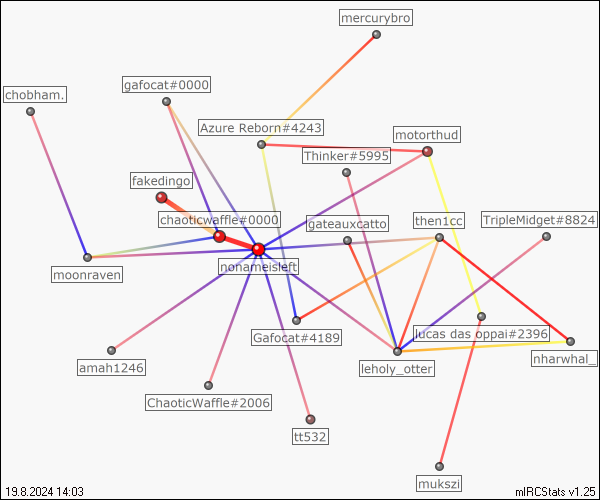 mercurybro
gafocat#0000
chobham.
Azure Reborn#4243
motorthud
Thinker#5995
fakedingo
chaoticwaffle#0000
gateauxcatto
then1cc
TripleMidget#8824
nonameisleft
moonraven
Gafocat#4189
lucas das oppai#2396
nharwhal_
amah1246
leholy_otter
ChaoticWaffle#2006
tt532
mukszi
19.8.2024 14:03
mIRCStats v1.25